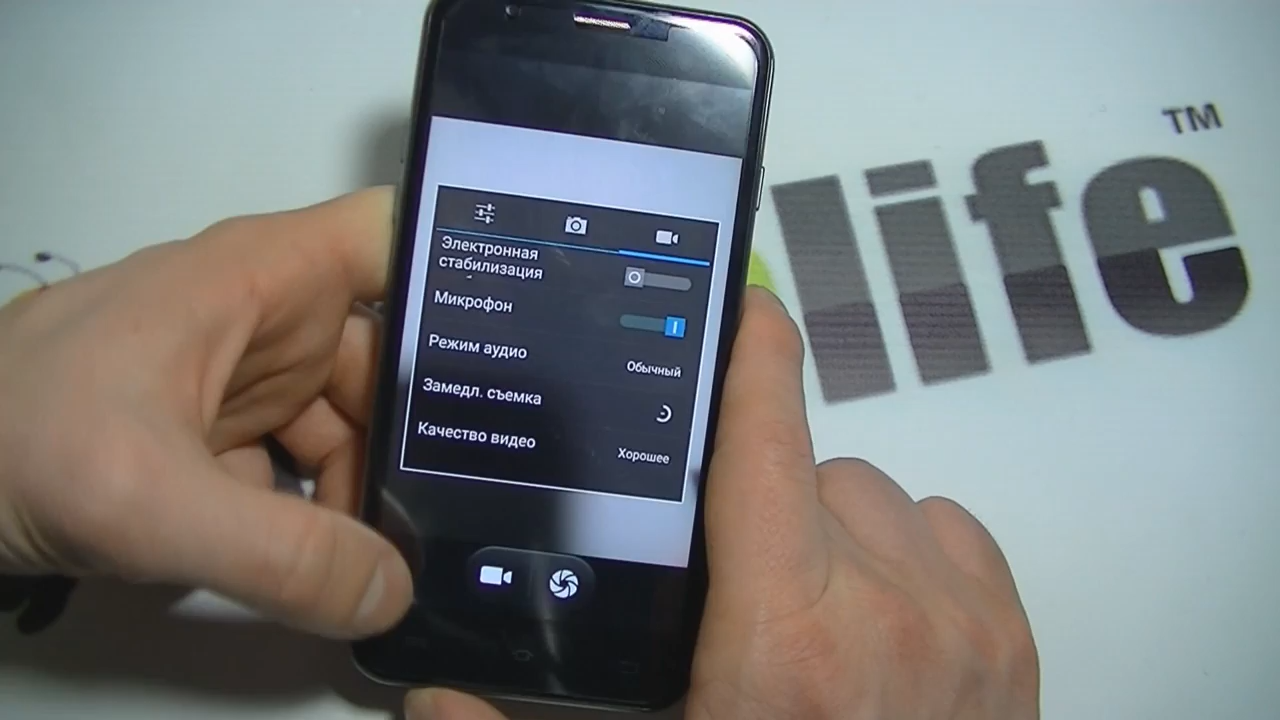 Электронная
стабилизация
Микрофон
Режим аудио
Обычный
Замедл. съемка
Качество видео
Хорошее
life
TM